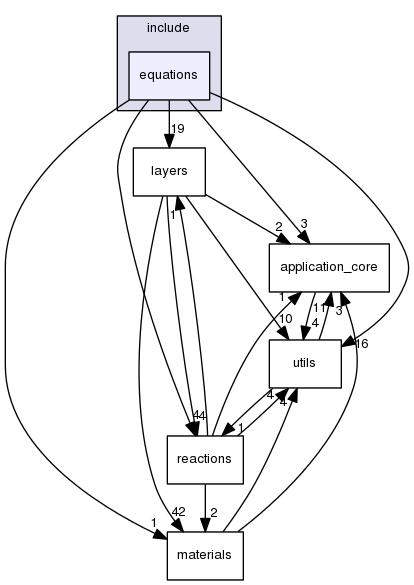 include
equations
19
layers
1
2
3
application_core
1
10
11
4
3
utils
16
44
4
4
1
reactions
42
2
1
materials